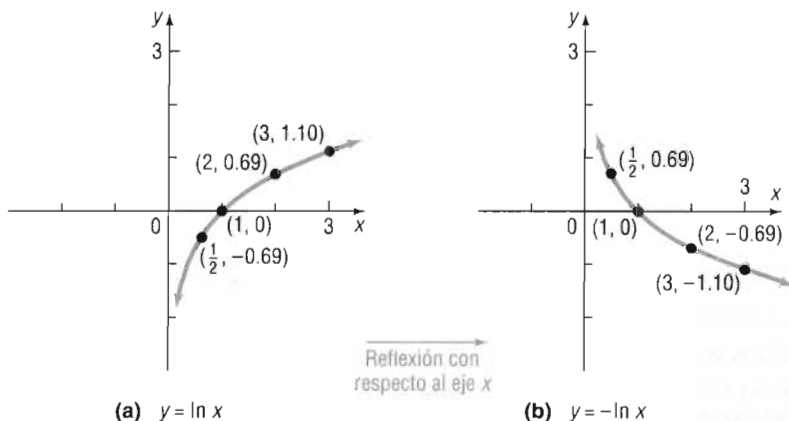 y
3
(3, 1.10)
(2, 0.69)
0
(1, 0)
3
x
(½, −0.69)
y
3
(½, 0.69)
3
x
0
(1, 0)
(2, −0.69)
(3, −1.10)
Reflexión con
respecto al eje x
(a) y = ln x
(b) y = −ln x